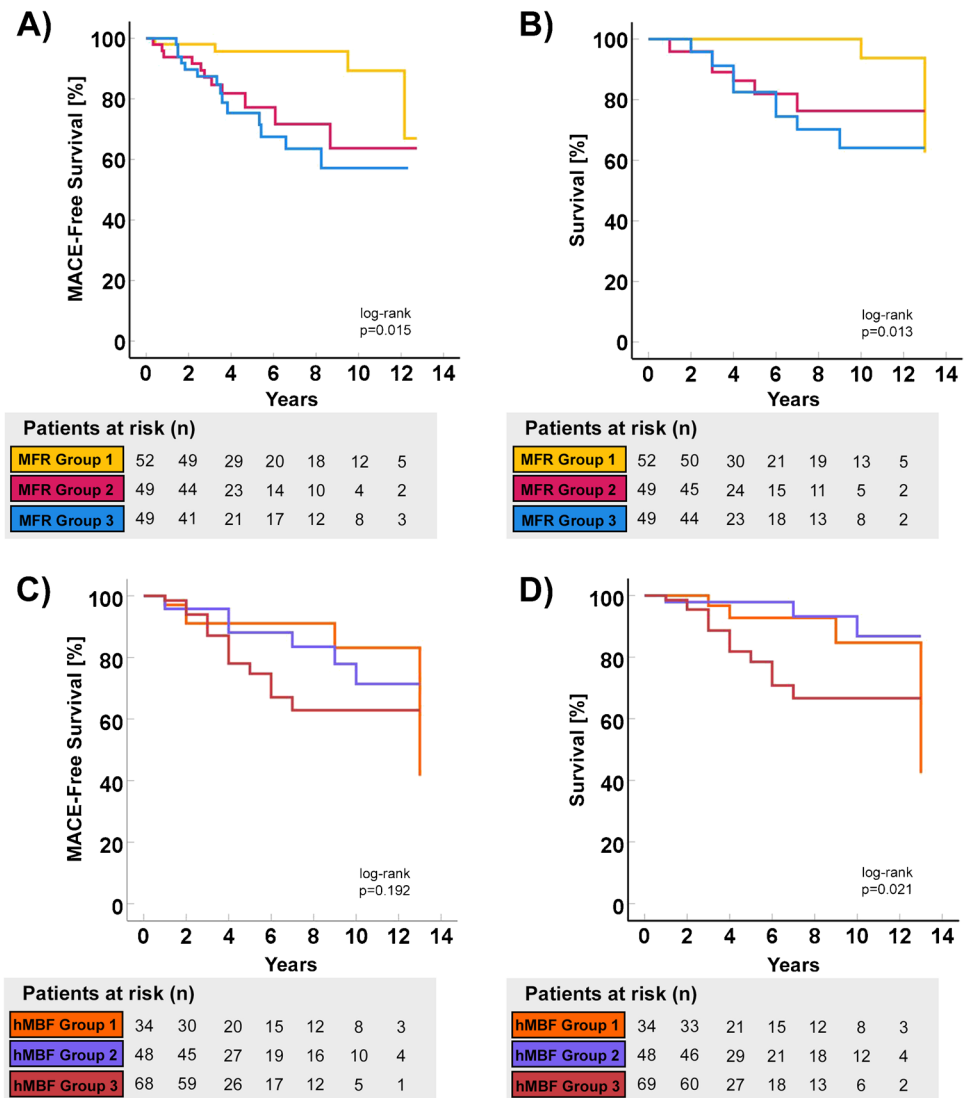 A)
MACE-Free Survival [%]
100
80
60
40
20
0
log-rank
p=0.015
0 2 4 6 8 10 12 14
Years
Patients at risk (n)
MFR Group 1 52 49 29 20 18 12 5
MFR Group 2 49 44 23 14 10 4 2
MFR Group 3 49 41 21 17 12 8 3
B)
Survival [%]
100
80
60
40
20
0
log-rank
p=0.013
0 2 4 6 8 10 12 14
Years
Patients at risk (n)
MFR Group 1 52 50 30 21 19 13 5
MFR Group 2 49 45 24 15 11 5 2
MFR Group 3 49 44 23 18 13 8 2
C)
MACE-Free Survival [%]
100
80
60
40
20
0
log-rank
p=0.192
0 2 4 6 8 10 12 14
Years
Patients at risk (n)
hMBF Group 1 34 30 20 15 12 8 3
hMBF Group 2 48 45 27 19 16 10 4
hMBF Group 3 68 59 26 17 12 5 1
D)
Survival [%]
100
80
60
40
20
0
log-rank
p=0.021
0 2 4 6 8 10 12 14
Years
Patients at risk (n)
hMBF Group 1 34 33 21 15 12 8 3
hMBF Group 2 48 46 29 21 18 12 4
hMBF Group 3 69 60 27 18 13 6 2